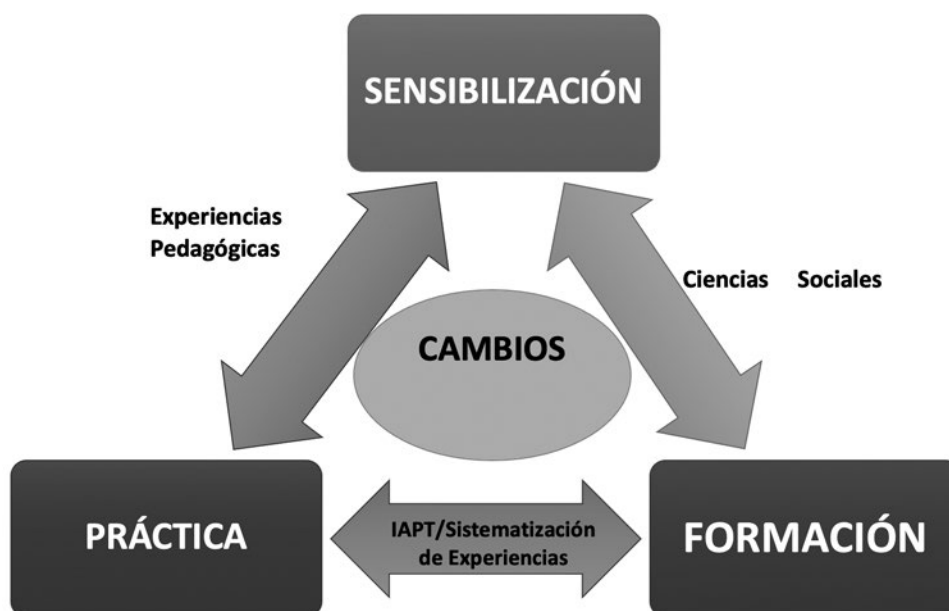 SENSIBILIZACIÓN
Experiencias
Pedagógicas
Ciencias Sociales
CAMBIOS
PRÁCTICA
IAPT/Sistematización
de Experiencias
FORMACIÓN